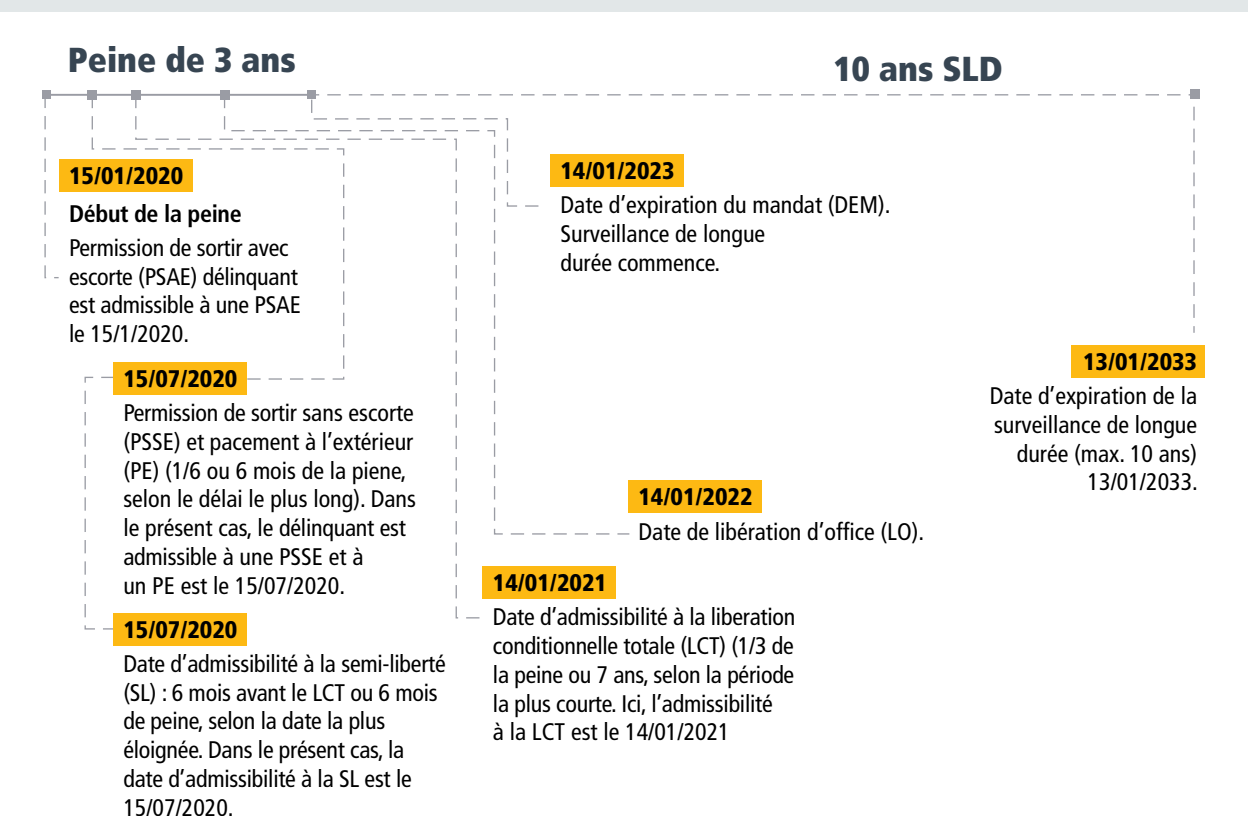 Peine de 3 ans
10 ans SLD
15/01/2020
Début de la peine
Permission de sortir avec
escorte (PSAE) délinquant
est admissible à une PSAE
le 15/1/2020.
15/07/2020
Permission de sortir sans escorte
(PSSE) et pacement à l'extérieur
(PE) (1/6 ou 6 mois de la piene,
selon le délai le plus long). Dans
le présent cas, le délinquant est
admissible à une PSSE et à
un PE est le 15/07/2020.
15/07/2020
Date d'admissibilité à la semi-liberté
(SL) : 6 mois avant le LCT ou 6 mois
de peine, selon la date la plus
éloignée. Dans le présent cas, la
date d'admissibilité à la SL est le
15/07/2020.
14/01/2021
Date d'admissibilité à la liberation
conditionnelle totale (LCT) (1/3 de
la peine ou 7 ans, selon la période
la plus courte. Ici, l'admissibilité
à la LCT est le 14/01/2021
14/01/2022
Date de libération d'office (LO).
14/01/2023
Date d'expiration du mandat (DEM).
Surveillance de longue
durée commence.
13/01/2033
Date d'expiration de la
surveillance de longue
durée (max. 10 ans)
13/01/2033.